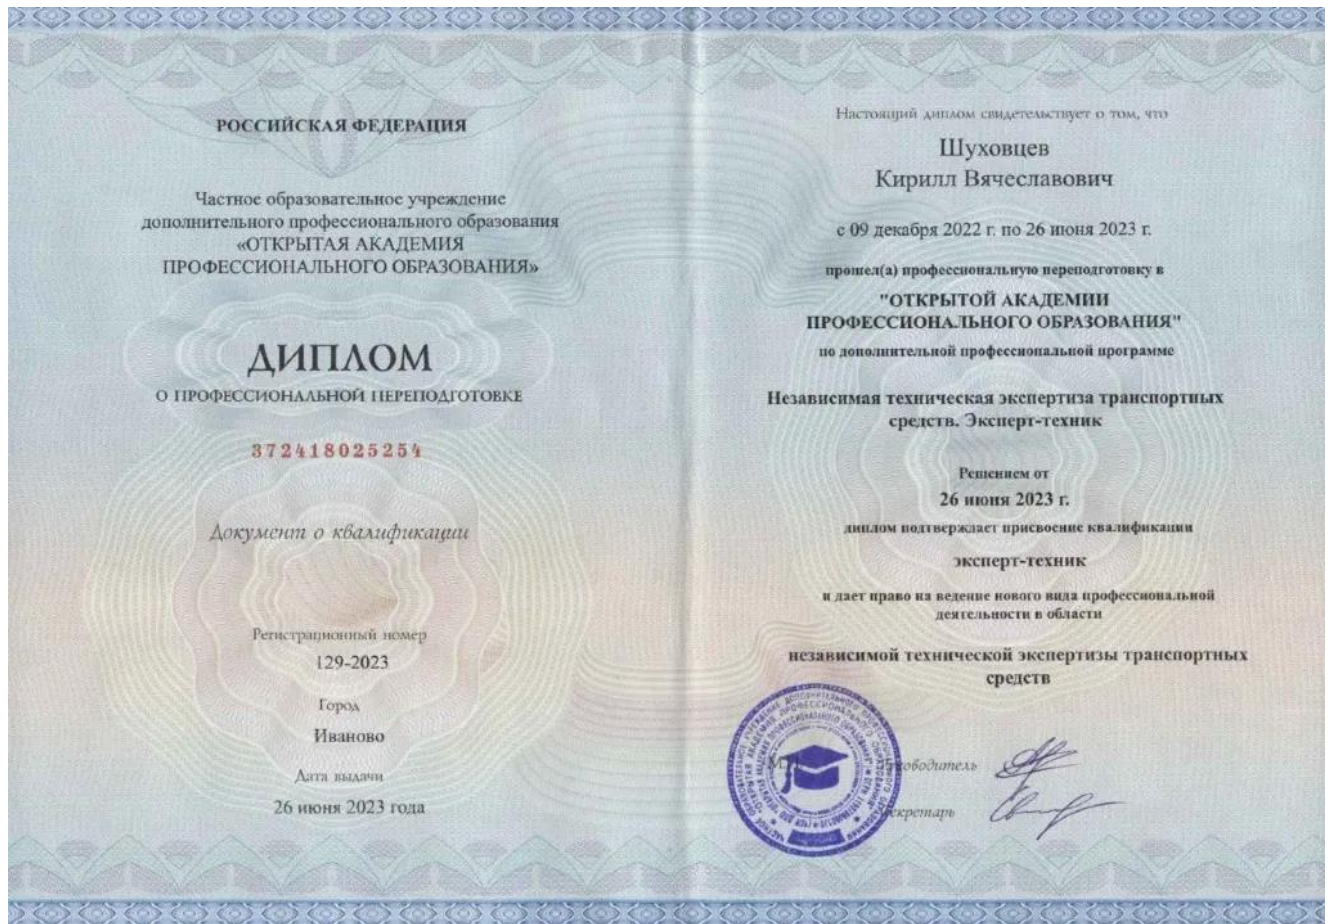 РОССИЙСКАЯ ФЕДЕРАЦИЯ
Частное образовательное учреждение
дополнительного профессионального образования
«ОТКРЫТАЯ АКАДЕМИЯ
ПРОФЕССИОНАЛЬНОГО ОБРАЗОВАНИЯ»
ДИПЛОМ
О ПРОФЕССИОНАЛЬНОЙ ПЕРЕПОДГОТОВКЕ
372418025254
Документ о квалификации
Регистрационный номер
129-2023
Город
Иваново
Дата выдачи
26 июня 2023 года
Настоящий диплом свидетельствует о том, что
Шуховцев
Кирилл Вячеславович
с 09 декабря 2022 г. по 26 июня 2023 г.
прошел(а) профессиональную переподготовку в
"ОТКРЫТОЙ АКАДЕМИИ
ПРОФЕССИОНАЛЬНОГО ОБРАЗОВАНИЯ"
по дополнительной профессиональной программе
Независимая техническая экспертиза транспортных
средств. Эксперт-техник
Решением от
26 июня 2023 г.
диплом подтверждает присвоение квалификации
эксперт-техник
и дает право на ведение нового вида профессиональной
деятельности в области
независимой технической экспертизы транспортных
средств
Руководитель
Секретарь